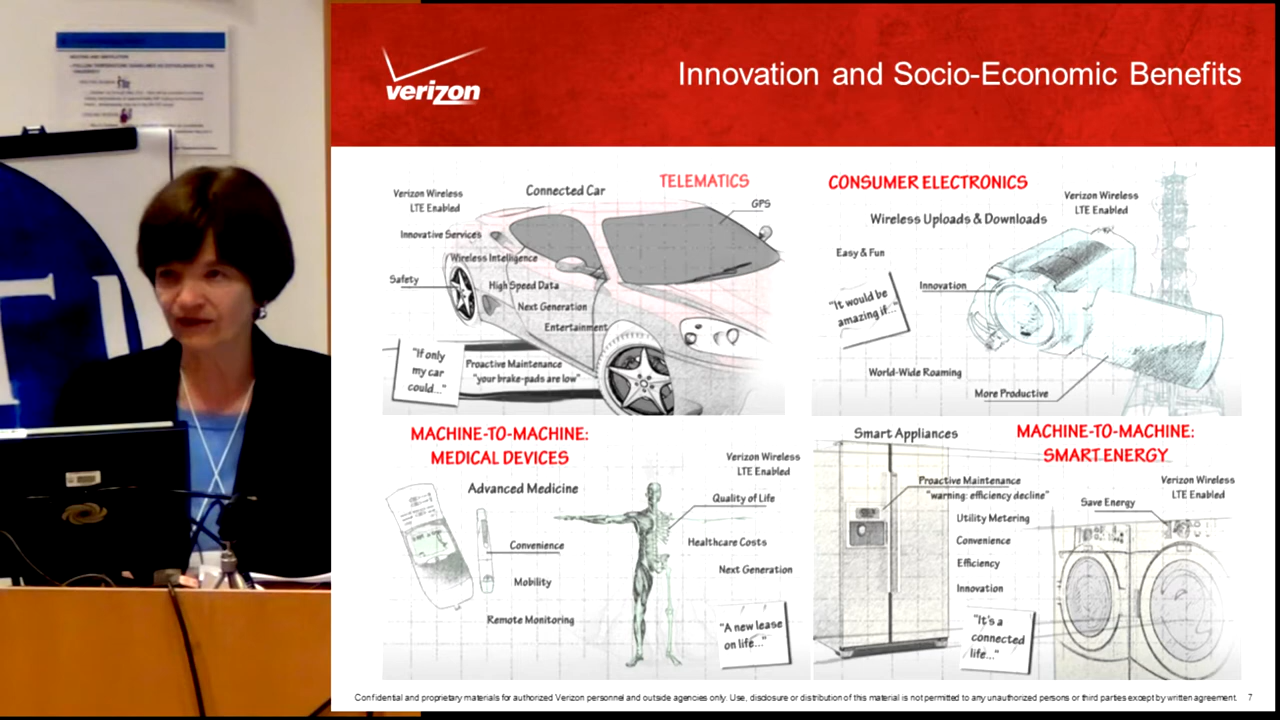 verizon
Innovation and Socio-Economic Benefits
TELEMATICS
Connected Car
Verizon Wireless
LTE Enabled
GPS
Innovative Services
Wireless Intelligence
Safety
High Speed Data
Next Generation
Entertainment
"If only
my car
could..."
Proactive Maintenance
"your brake-pads are low"
CONSUMER ELECTRONICS
Verizon Wireless
LTE Enabled
Wireless Uploads & Downloads
Easy & Fun
Innovation
"It would be
amazing if..."
World-Wide Roaming
More Productive
MACHINE-TO-MACHINE:
MEDICAL DEVICES
Verizon Wireless
LTE Enabled
Advanced Medicine
Quality of Life
Convenience
Healthcare Costs
Next Generation
Mobility
Remote Monitoring
"A new lease
on life..."
Smart Appliances
MACHINE-TO-MACHINE:
SMART ENERGY
Proactive Maintenance
"warning: efficiency decline"
Verizon Wireless
LTE Enabled
Save Energy
Utility Metering
Convenience
Efficiency
Innovation
"It's a
connected
life..."
Confidential and proprietary materials for authorized Verizon personnel and outside agencies only. Use, disclosure or distribution of this material is not permitted to any unauthorized persons or third parties except by written agreement. 7